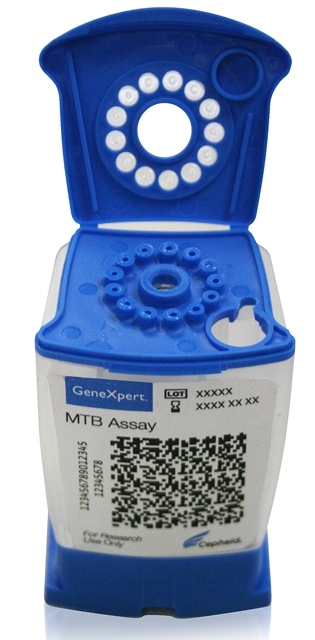 GeneXpert.
LOT XXXXX
XXXX XX XX
MTB Assay
123456789012345
12345678
For Research
Use Only
Cepheid.